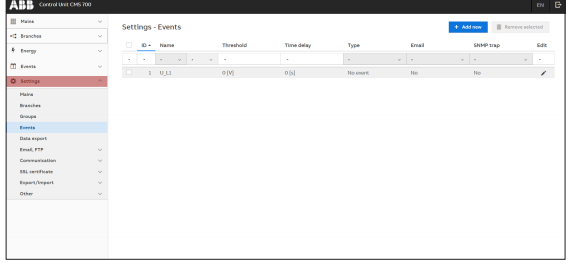 ABB Control Unit CMS 700 EN
Mains
Branches
Energy
Events
Settings
Mains
Branches
Groups
Events
Data export
Email, FTP
Communication
SSL certificate
Export/Import
Other
Settings - Events
+ Add new
Remove selected
ID Name Threshold Time delay Type Email SNMP trap Edit
- - - - - - - - - -
1 U_L1 0 [V] 0 [s] No event No No